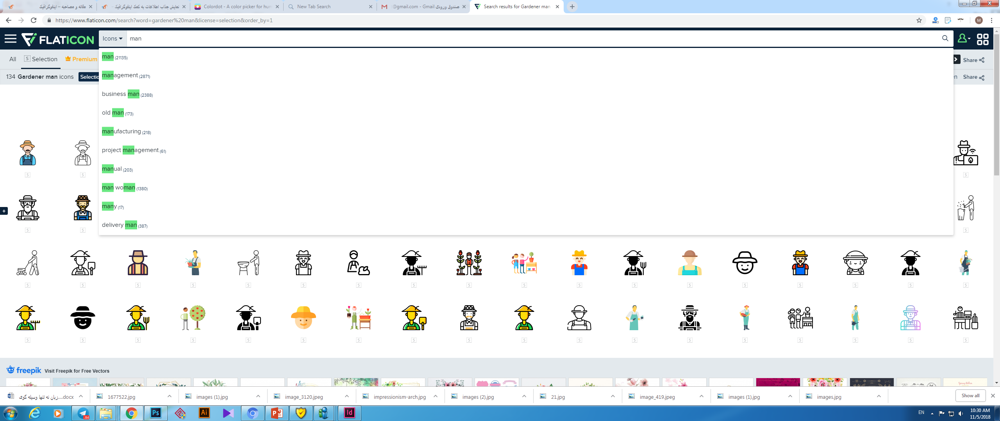 مقاله و مصاحبه – اینفوگرافیک
نمایش جذاب اطلاعات به کمک اینفوگرافیک –
Colordot - A color picker for hum
New Tab Search
صندوق ورودی - @gmail.com - Gmail
Search results for Gardener man
https://www.flaticon.com/search?word=gardener%20man&license=selection&order_by=1
M
FLATICON
Icons
man
All
S Selection
Premium
Share
134 Gardener man icons
Selectio
Share
man (21135)
management (2871)
business man (2388)
old man (173)
manufacturing (218)
project management (61)
manual (203)
man woman (1380)
many (17)
delivery man (387)
S S S
S S S
S S S S S S S S S S S S S S S S S S
S S S S S S S S S S S S S S S S S S
freepik Visit Freepik for Free Vectors
Spring Ribbon
زبان نه تنها وسیله گوی....docx
1677522.jpg
images (1).jpg
image_3120.jpeg
impressionism-arch.jpg
images (2).jpg
21.jpg
image_419.jpeg
images (1).jpg
images.jpg
Show all
94
Ps
Ai
P
Id
EN
10:30 AM
11/5/2018